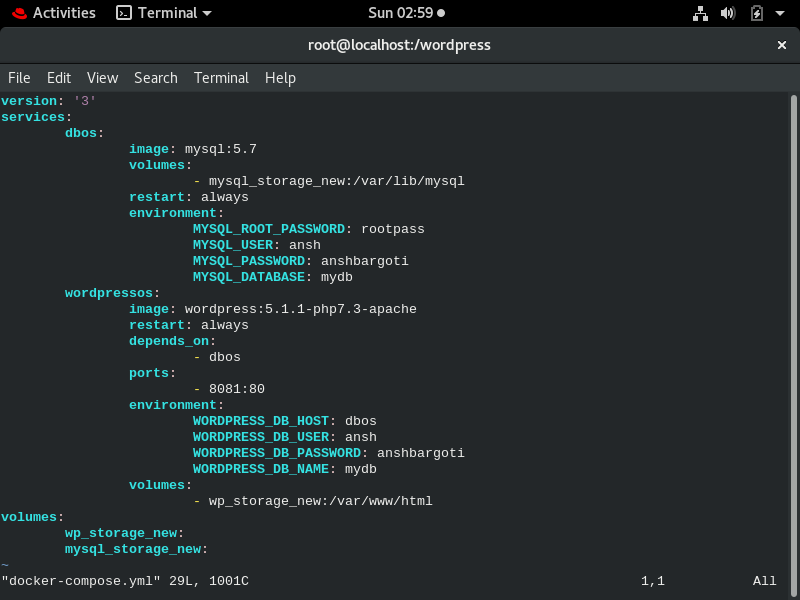 Activities Terminal Sun 02:59
root@localhost:/wordpress
File Edit View Search Terminal Help
version: '3'
services:
        dbos:
                image: mysql:5.7
                volumes:
                        - mysql_storage_new:/var/lib/mysql
                restart: always
                environment:
                        MYSQL_ROOT_PASSWORD: rootpass
                        MYSQL_USER: ansh
                        MYSQL_PASSWORD: anshbargoti
                        MYSQL_DATABASE: mydb
        wordpressos:
                image: wordpress:5.1.1-php7.3-apache
                restart: always
                depends_on:
                        - dbos
                ports:
                        - 8081:80
                environment:
                        WORDPRESS_DB_HOST: dbos
                        WORDPRESS_DB_USER: ansh
                        WORDPRESS_DB_PASSWORD: anshbargoti
                        WORDPRESS_DB_NAME: mydb
                volumes:
                        - wp_storage_new:/var/www/html
volumes:
        wp_storage_new:
        mysql_storage_new:
~
"docker-compose.yml" 29L, 1001C 1,1 All